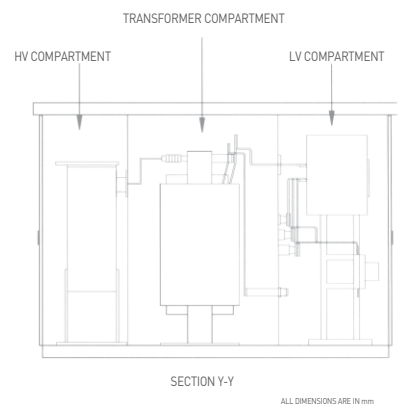 TRANSFORMER COMPARTMENT
HV COMPARTMENT
LV COMPARTMENT
SECTION Y-Y
ALL DIMENSIONS ARE IN mm